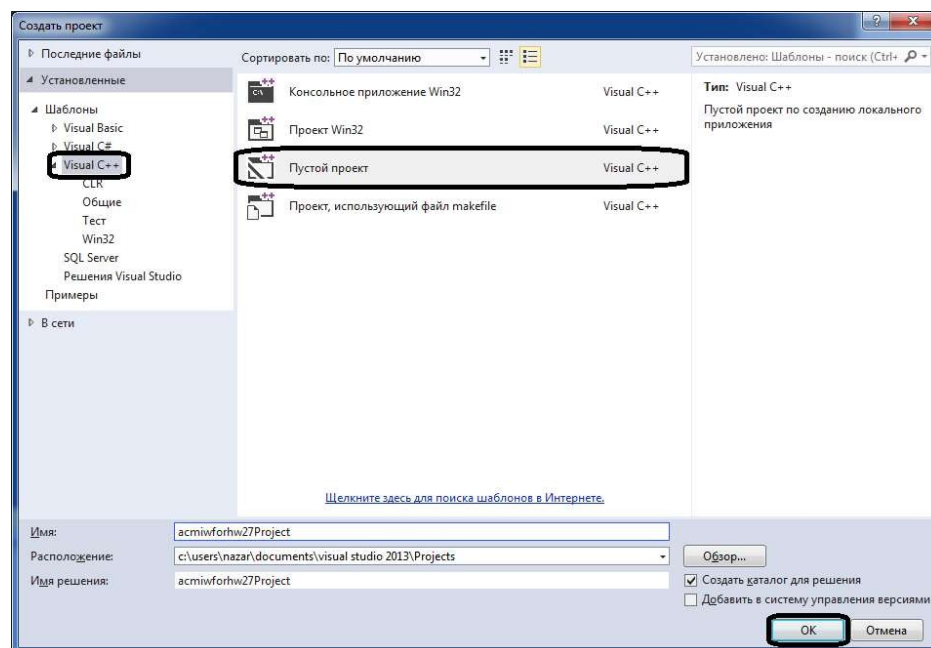 Создать проект
Последние файлы
Установленные
Шаблоны
Visual Basic
Visual C#
Visual C++
CLR
Общие
Тест
Win32
SQL Server
Решения Visual Studio
Примеры
В сети
Сортировать по: По умолчанию
Консольное приложение Win32 Visual C++
Проект Win32 Visual C++
Пустой проект Visual C++
Проект, использующий файл makefile Visual C++
Щелкните здесь для поиска шаблонов в Интернете.
Установлено: Шаблоны - поиск (Ctrl+
Тип: Visual C++
Пустой проект по созданию локального
приложения
Имя: acmiwforhw27Project
Расположение: c:\users\nazar\documents\visual studio 2013\Projects
Имя решения: acmiwforhw27Project
Обзор...
Создать каталог для решения
Добавить в систему управления версиями
OK Отмена